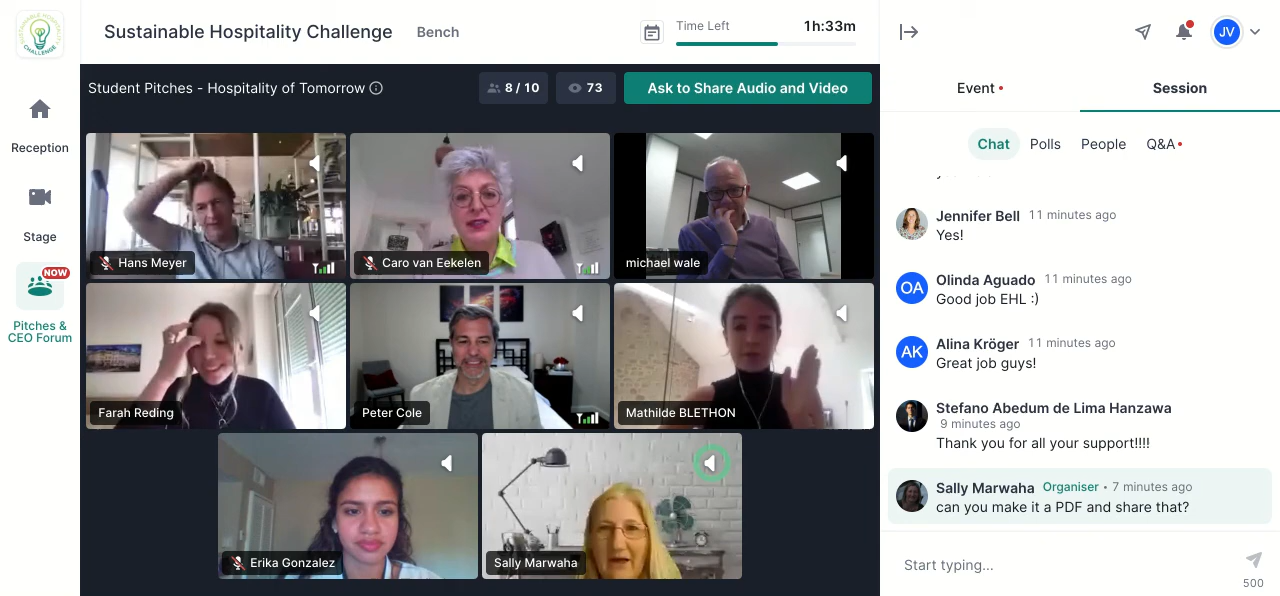 SUSTAINABLE HOSPITALITY
CHALLENGE
Sustainable Hospitality Challenge
Bench
Time Left
1h:33m
JV
Student Pitches - Hospitality of Tomorrow
8 / 10
73
Ask to Share Audio and Video
Event
Session
Reception
Chat
Polls
People
Q&A
Stage
NOW
Pitches &
CEO Forum
Hans Meyer
Caro van Eekelen
michael wale
Farah Reding
Peter Cole
Mathilde BLETHON
Erika Gonzalez
Sally Marwaha
Jennifer Bell 11 minutes ago
Yes!
OA
Olinda Aguado 11 minutes ago
Good job EHL :)
AK
Alina Kröger 11 minutes ago
Great job guys!
Stefano Abedum de Lima Hanzawa
9 minutes ago
Thank you for all your support!!!!
Sally Marwaha Organiser • 7 minutes ago
can you make it a PDF and share that?
Start typing...
500